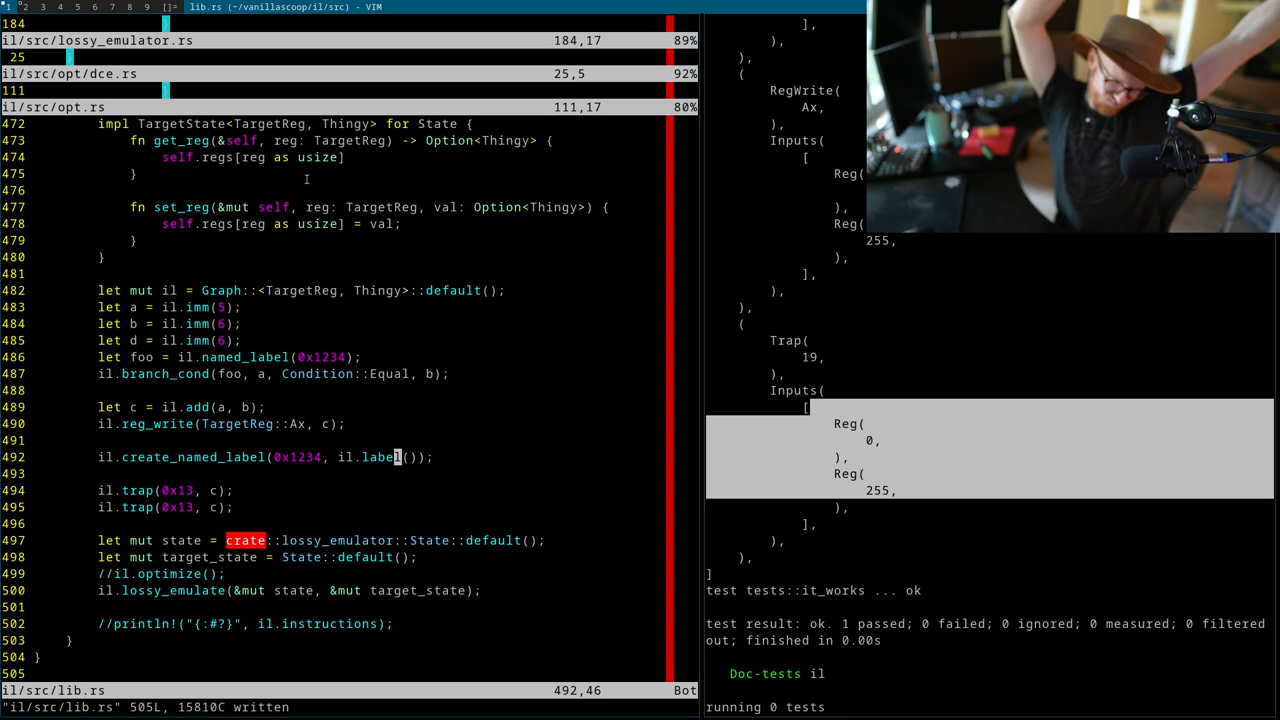 1 2 3 4 5 6 7 8 9 []= lib.rs (~/vanillascoop/il/src) - VIM
184 }
il/src/lossy_emulator.rs 184,17 89%
25 }
il/src/opt/dce.rs 25,5 92%
111 }
il/src/opt.rs 111,17 80%
472 impl TargetState<TargetReg, Thingy> for State {
473 fn get_reg(&self, reg: TargetReg) -> Option<Thingy> {
474 self.regs[reg as usize]
475 }
476
477 fn set_reg(&mut self, reg: TargetReg, val: Option<Thingy>) {
478 self.regs[reg as usize] = val;
479 }
480 }
481
482 let mut il = Graph::<TargetReg, Thingy>::default();
483 let a = il.imm(5);
484 let b = il.imm(6);
485 let d = il.imm(6);
486 let foo = il.named_label(0x1234);
487 il.branch_cond(foo, a, Condition::Equal, b);
488
489 let c = il.add(a, b);
490 il.reg_write(TargetReg::Ax, c);
491
492 il.create_named_label(0x1234, il.label());
493
494 il.trap(0x13, c);
495 il.trap(0x13, c);
496
497 let mut state = crate::lossy_emulator::State::default();
498 let mut target_state = State::default();
499 //il.optimize();
500 il.lossy_emulate(&mut state, &mut target_state);
501
502 //println!("{:#?}", il.instructions);
503 }
504 }
505
il/src/lib.rs 492,46 Bot
"il/src/lib.rs" 505L, 15810C written
],
),
),
(
RegWrite(
Ax,
),
Inputs(
[
Reg(
),
Reg(
255,
),
],
),
),
(
Trap(
19,
),
Inputs(
[
Reg(
0,
),
Reg(
255,
),
],
),
),
]
test tests::it_works ... ok
test result: ok. 1 passed; 0 failed; 0 ignored; 0 measured; 0 filtered
out; finished in 0.00s
Doc-tests il
running 0 tests